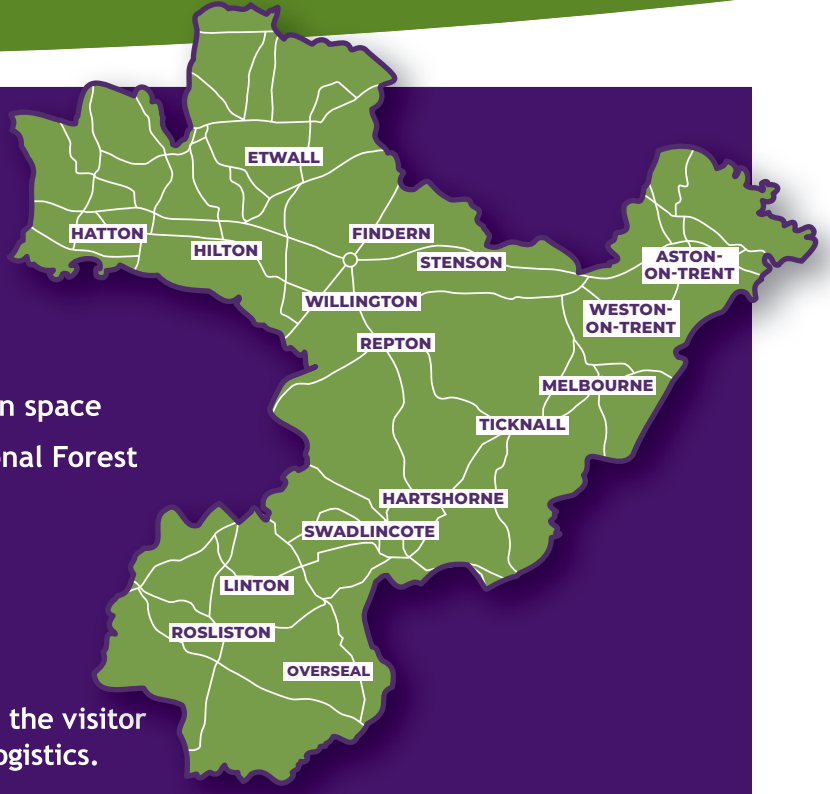 ETWALL
HATTON
HILTON
FINDERN
STENSON
ASTON-
ON-TRENT
WILLINGTON
WESTON-
ON-TRENT
REPTON
MELBOURNE
n space
TICKNALL
onal Forest
HARTSHORNE
SWADLINCOTE
LINTON
ROSLISTON
OVERSEAL
the visitor
ogistics.